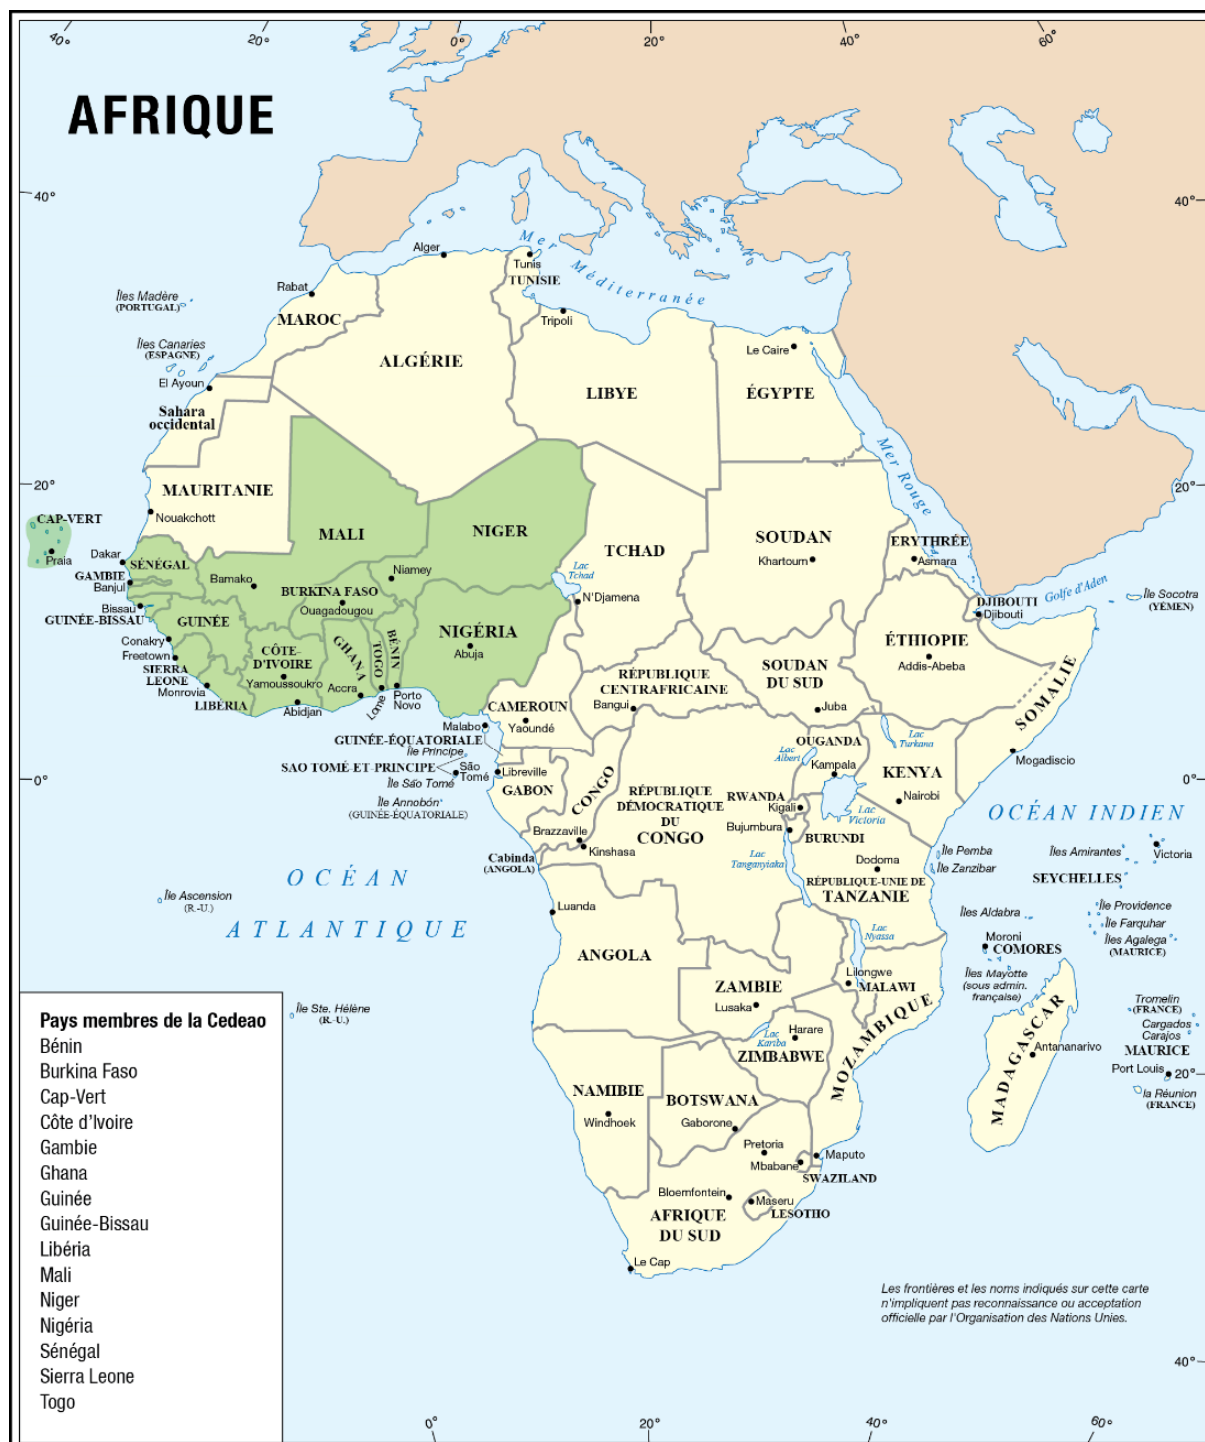 40°
20°
0°
20°
40°
60°
AFRIQUE
40°
40°
Mer Méditerranée
Alger
Tunis
TUNISIE
Rabat
Îles Madère
(PORTUGAL)
MAROC
Tripoli
Îles Canaries
(ESPAGNE)
Le Caire
ALGÉRIE
El Ayoun
LIBYE
ÉGYPTE
Sahara
occidental
Mer Rouge
20°
20°
MAURITANIE
Nouakchott
CAP-VERT
Praia
MALI
NIGER
TCHAD
SOUDAN
Khartoum
ERYTHRÉE
Asmara
Dakar
SÉNÉGAL
GAMBIE
Banjul
Bamako
Niamey
Lac
Tchad
N'Djamena
BURKINA FASO
Ouagadougou
Golfe d'Aden
Île Socotra
(YÉMEN)
DJIBOUTI
Djibouti
Bissau
GUINÉE-BISSAU
GUINÉE
NIGÉRIA
Abuja
BÉNIN
TOGO
GHANA
CÔTE-
D'IVOIRE
Yamoussoukro
Conakry
Freetown
SIERRA
LEONE
Monrovia
LIBÉRIA
Abidjan
Accra
Lomé
Porto
Novo
ÉTHIOPIE
Addis-Abeba
SOMALIE
RÉPUBLIQUE
CENTRAFRICAINE
Bangui
SOUDAN
DU SUD
Juba
CAMEROUN
Yaoundé
Malabo
GUINÉE-ÉQUATORIALE
Île Principe
SAO TOMÉ-ET-PRINCIPE
São
Tomé
Île São Tomé
Île Annobón
(GUINÉE-ÉQUATORIALE)
Libreville
GABON
CONGO
Brazzaville
Kinshasa
RÉPUBLIQUE
DÉMOCRATIQUE
DU
CONGO
OUGANDA
Lac
Albert
Kampala
Lac
Turkana
KENYA
Nairobi
Mogadiscio
0°
0°
RWANDA
Kigali
Lac
Victoria
Bujumbura
BURUNDI
OCÉAN INDIEN
Cabinda
(ANGOLA)
Lac
Tanganyiaka
Dodoma
RÉPUBLIQUE-UNIE DE
TANZANIE
Île Pemba
Île Zanzibar
Îles Amirantes
Victoria
SEYCHELLES
OCÉAN
ATLANTIQUE
Île Ascension
(R.-U.)
Luanda
Îles Aldabra
Île Providence
Île Farquhar
Îles Agalega
(MAURICE)
ANGOLA
Lac
Nyassa
Moroni
COMORES
Îles Mayotte
(sous admin.
française)
ZAMBIE
Lusaka
Lilongwe
MALAWI
MOZAMBIQUE
MADAGASCAR
Antananarivo
Tromelin
(FRANCE)
Cargados
Carajos
MAURICE
Port Louis
20°
la Réunion
(FRANCE)
Île Ste. Hélène
(R.-U.)
Lac
Kariba
Harare
ZIMBABWE
NAMIBIE
Windhoek
BOTSWANA
Gaborone
Pretoria
Mbabane
Maputo
SWAZILAND
Bloemfontein
Maseru
LESOTHO
AFRIQUE
DU SUD
Le Cap
Pays membres de la Cedeao
Bénin
Burkina Faso
Cap-Vert
Côte d'Ivoire
Gambie
Ghana
Guinée
Guinée-Bissau
Libéria
Mali
Niger
Nigéria
Sénégal
Sierra Leone
Togo
Les frontières et les noms indiqués sur cette carte
n'impliquent pas reconnaissance ou acceptation
officielle par l'Organisation des Nations Unies.
40°
0°
20°
40°
60°